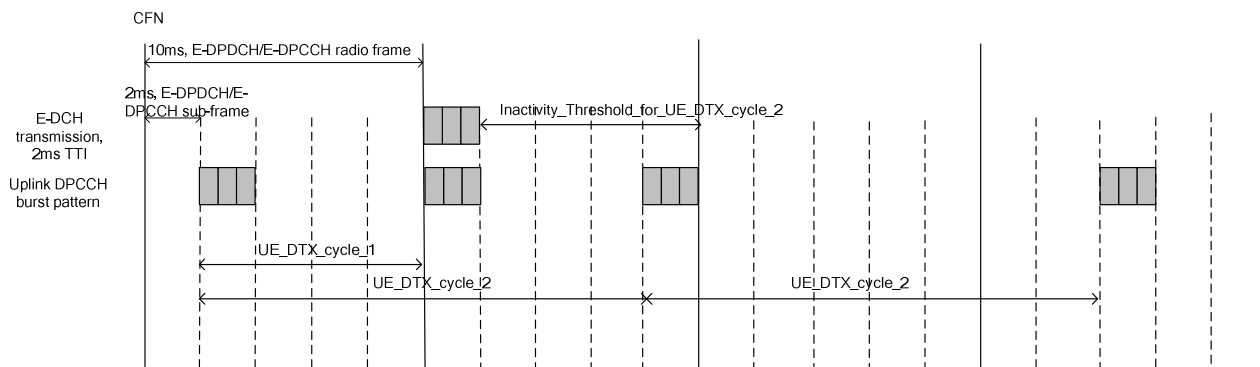 CFN
10ms, E-DPDCH/E-DPCCH radio frame
2ms, E-DPDCH/E-
DPCCH sub-frame
E-DCH
transmission,
2ms TTI
Inactivity_Threshold_for_UE_DTX_cycle_2
Uplink DPCCH
burst pattern
UE_DTX_cycle_1
UE_DTX_cycle_2
UE_DTX_cycle_2